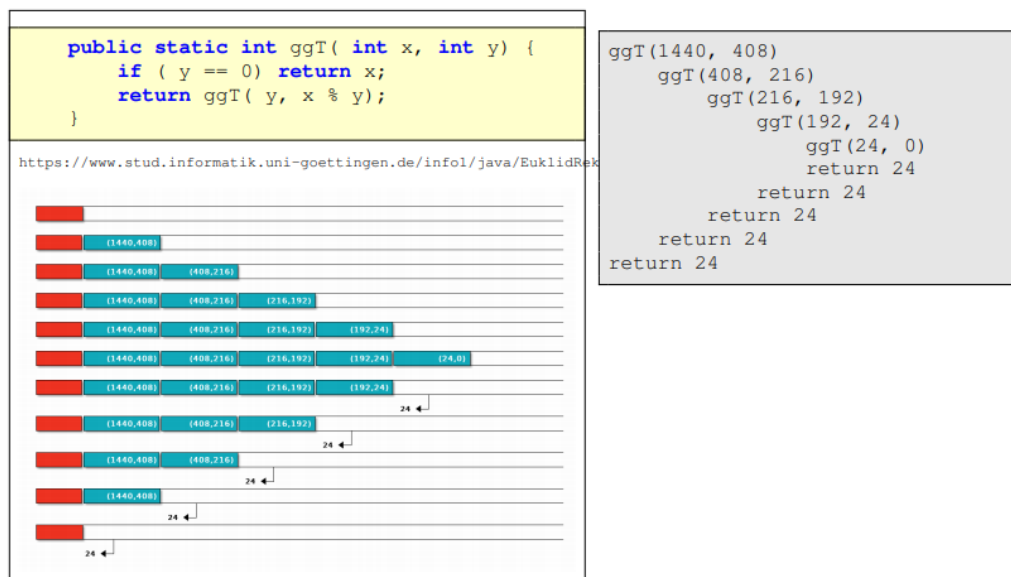 public static int ggT( int x, int y) {
if ( y == 0) return x;
return ggT( y, x % y);
}
https://www.stud.informatik.uni-goettingen.de/info1/java/EuklidRek
(1440,408)
(1440,408) (408,216)
(1440,408) (408,216) (216,192)
(1440,408) (408,216) (216,192) (192,24)
(1440,408) (408,216) (216,192) (192,24) (24,0)
(1440,408) (408,216) (216,192) (192,24)
24
(1440,408) (408,216) (216,192)
24
(1440,408) (408,216)
24
(1440,408)
24
24
ggT(1440, 408)
ggT(408, 216)
ggT(216, 192)
ggT(192, 24)
ggT(24, 0)
return 24
return 24
return 24
return 24
return 24